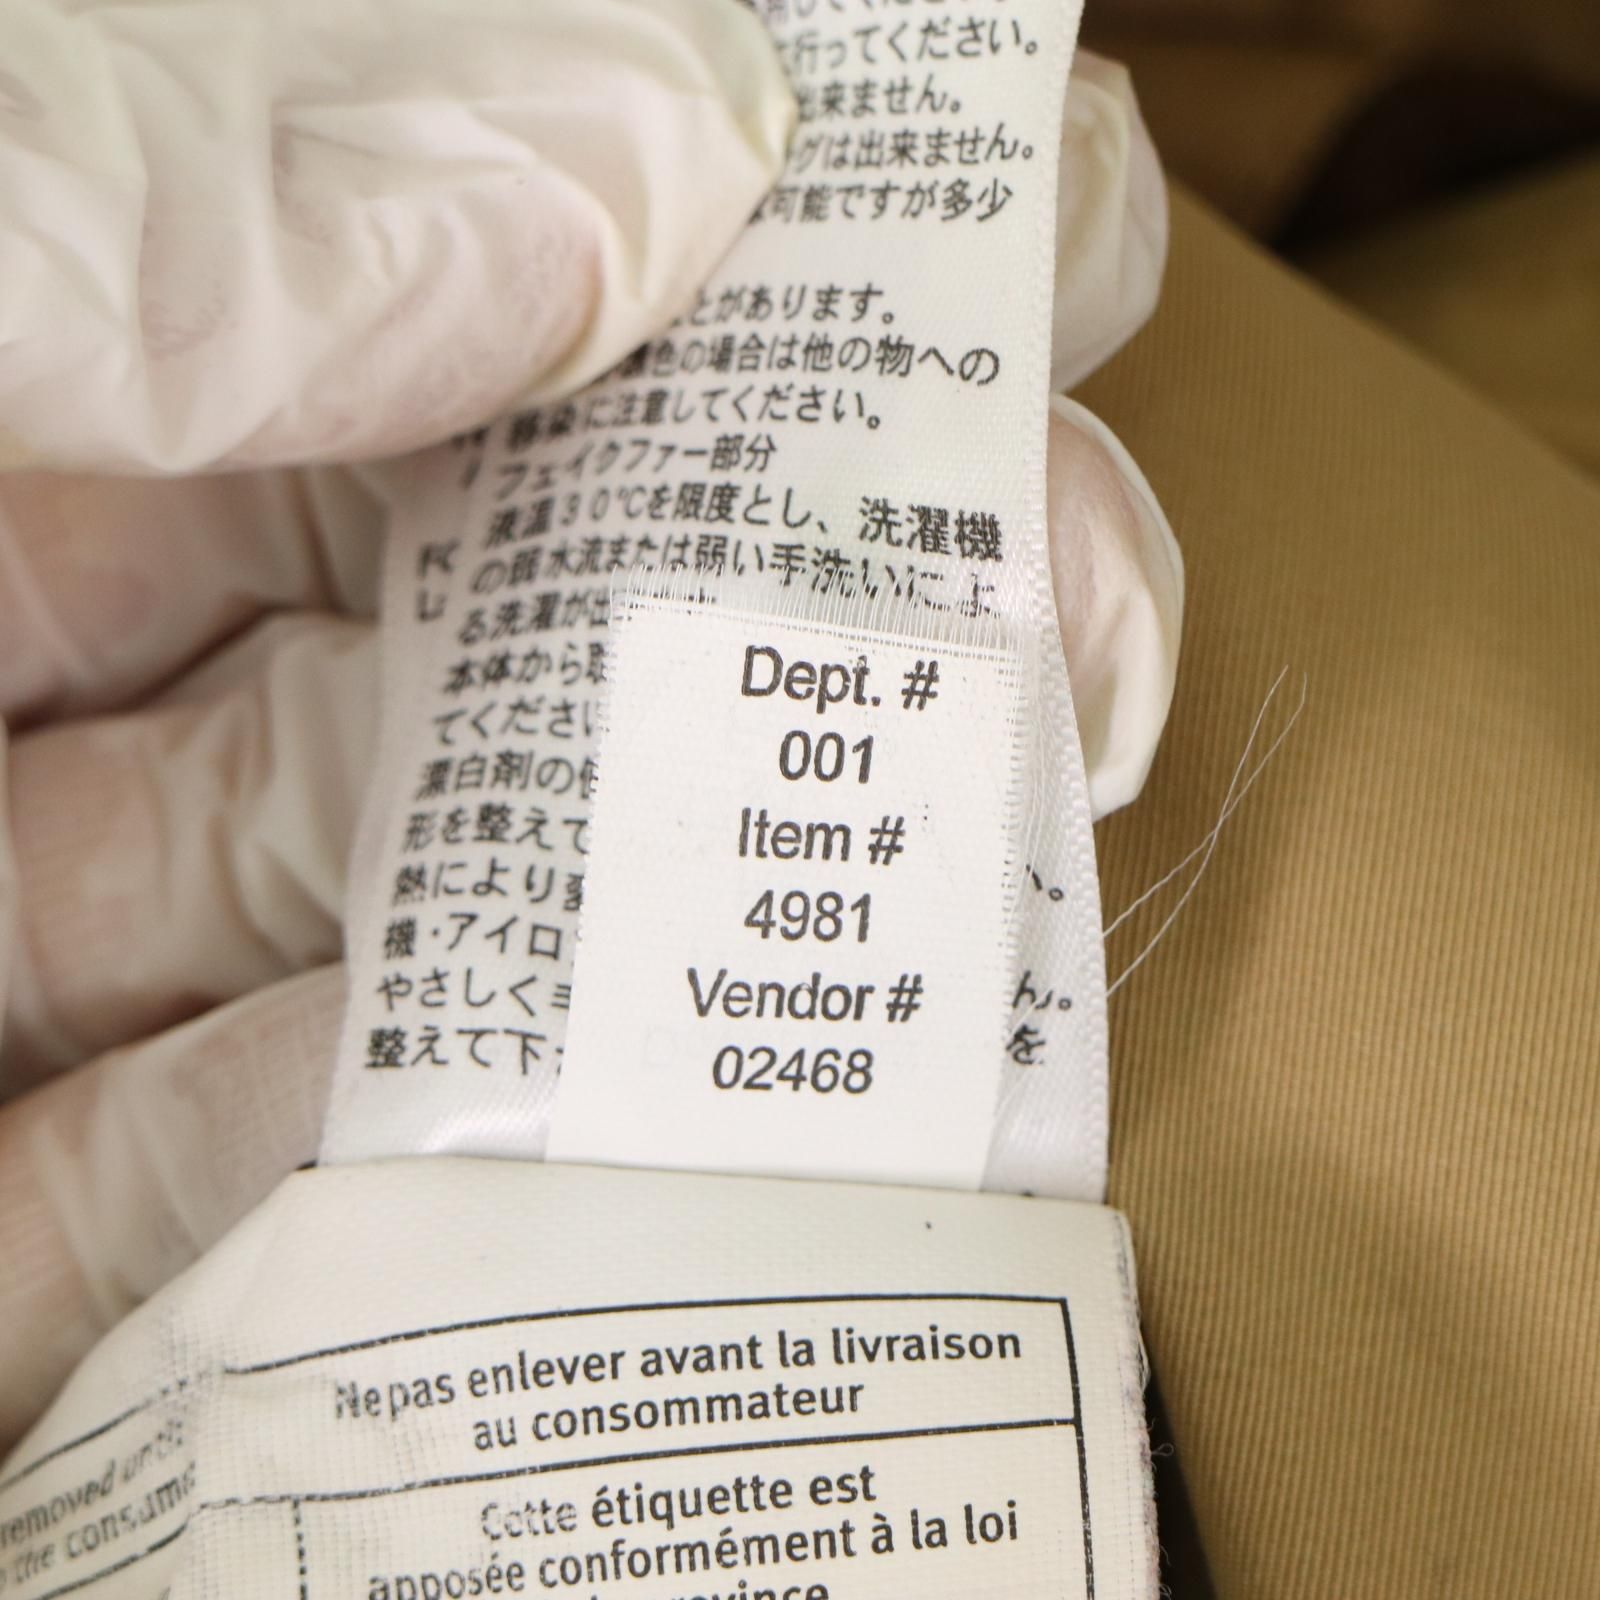 行ってください。
出来ません。
グは出来ません。
可能ですが多少
とがあります。
色の場合は他の物への
移染に注意してください。
フェイクファー部分
液温30℃を限度とし、洗濯機
の弱水流または弱い手洗いによ
る洗濯が出
本体から
てくださ
漂白剤の使
形を整えて
熱により変
機・アイロ
やさしく
整えて下
ん。
を
Dept. #
001
Item #
4981
Vendor #
02468
Ne pas enlever avant la livraison
au consommateur
Cette étiquette est
apposée conformément à la loi
province
removed until
the consum